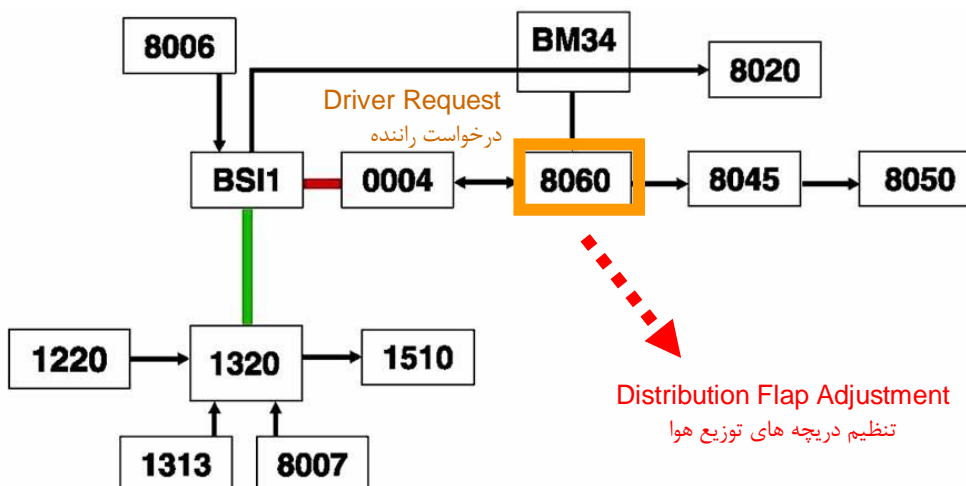 8006
BM34
8020
Driver Request
درخواست راننده
BSI1
0004
8060
8045
8050
1220
1320
1510
Distribution Flap Adjustment
تنظیم دریچه های توزیع هوا
1313
8007